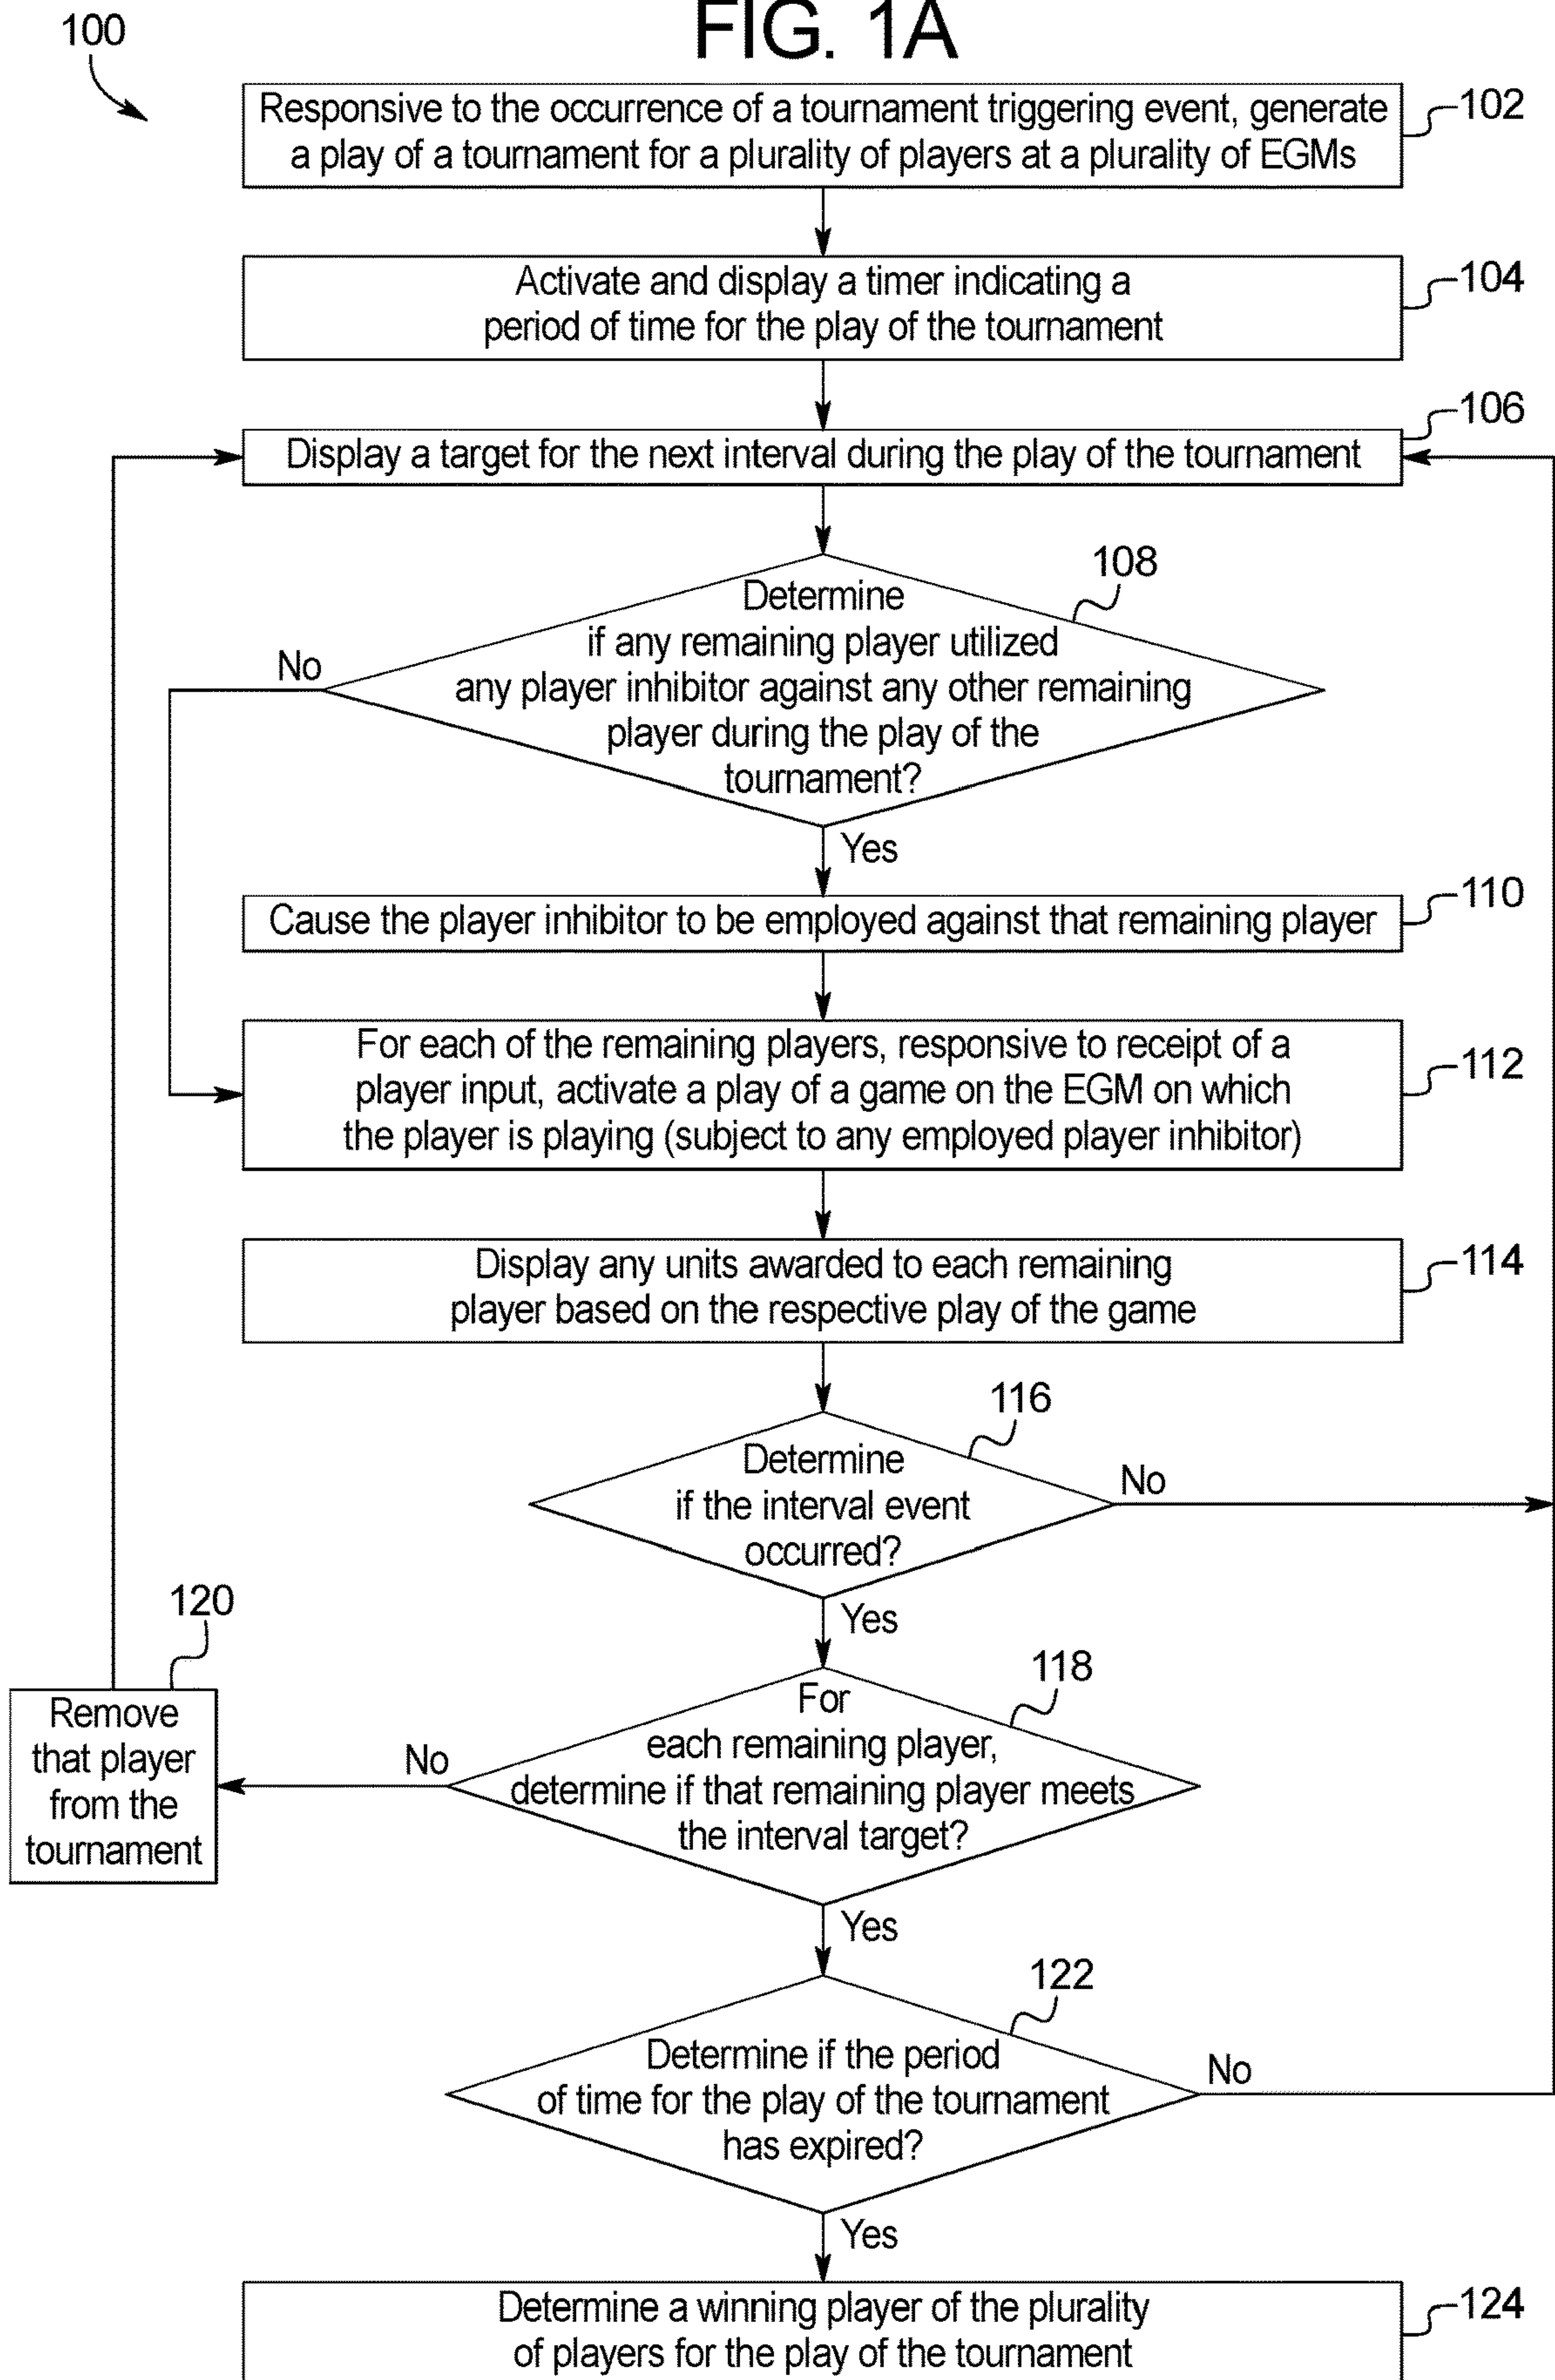 FIG. 1A
100
Responsive to the occurrence of a tournament triggering event, generate
a play of a tournament for a plurality of players at a plurality of EGMs
102
Activate and display a timer indicating a
period of time for the play of the tournament
104
Display a target for the next interval during the play of the tournament
106
Determine
if any remaining player utilized
any player inhibitor against any other remaining
player during the play of the
tournament?
108
No
Yes
Cause the player inhibitor to be employed against that remaining player
110
For each of the remaining players, responsive to receipt of a
player input, activate a play of a game on the EGM on which
the player is playing (subject to any employed player inhibitor)
112
Display any units awarded to each remaining
player based on the respective play of the game
114
Determine
if the interval event
occurred?
116
No
Yes
For
each remaining player,
determine if that remaining player meets
the interval target?
118
No
120
Remove
that player
from the
tournament
Yes
Determine if the period
of time for the play of the tournament
has expired?
122
No
Yes
Determine a winning player of the plurality
of players for the play of the tournament
124